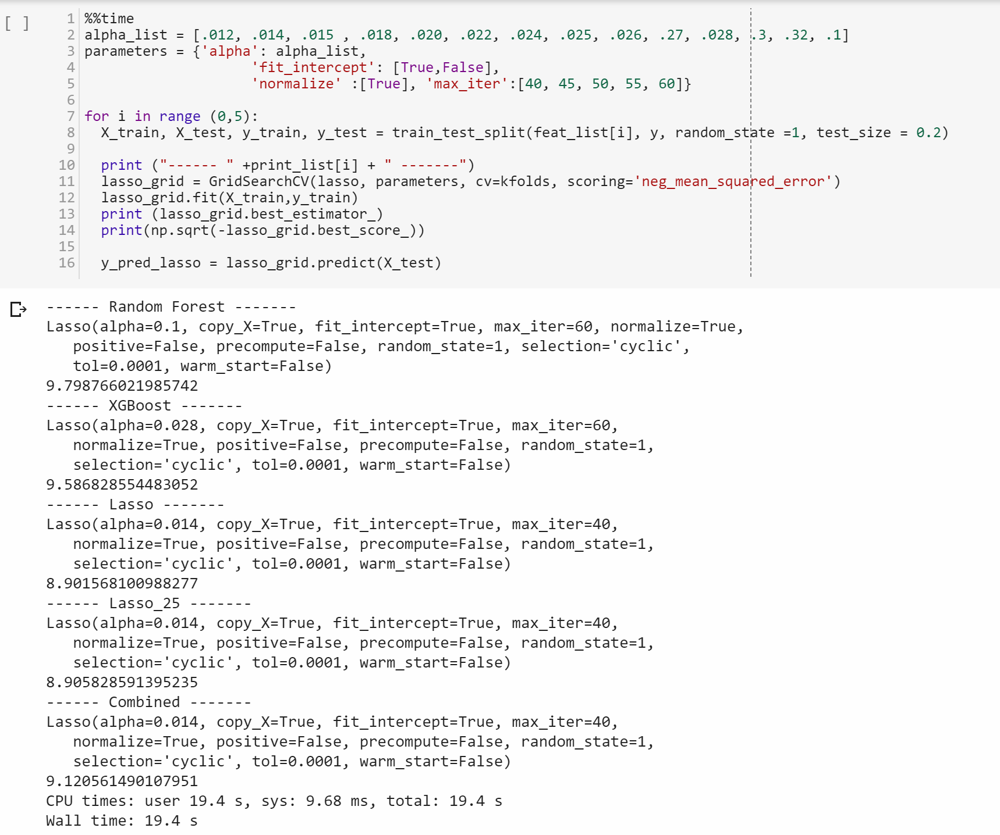 [ ]
1 %%time
2 alpha_list = [.012, .014, .015 , .018, .020, .022, .024, .025, .026, .27, .028, .3, .32, .1]
3 parameters = {'alpha': alpha_list,
4                     'fit_intercept': [True,False],
5                     'normalize' :[True], 'max_iter':[40, 45, 50, 55, 60]}
6
7 for i in range (0,5):
8   X_train, X_test, y_train, y_test = train_test_split(feat_list[i], y, random_state =1, test_size = 0.2)
9
10   print ("------ " +print_list[i] + " -------")
11   lasso_grid = GridSearchCV(lasso, parameters, cv=kfolds, scoring='neg_mean_squared_error')
12   lasso_grid.fit(X_train,y_train)
13   print (lasso_grid.best_estimator_)
14   print(np.sqrt(-lasso_grid.best_score_))
15
16   y_pred_lasso = lasso_grid.predict(X_test)
------ Random Forest -------
Lasso(alpha=0.1, copy_X=True, fit_intercept=True, max_iter=60, normalize=True,
   positive=False, precompute=False, random_state=1, selection='cyclic',
   tol=0.0001, warm_start=False)
9.798766021985742
------ XGBoost -------
Lasso(alpha=0.028, copy_X=True, fit_intercept=True, max_iter=60,
   normalize=True, positive=False, precompute=False, random_state=1,
   selection='cyclic', tol=0.0001, warm_start=False)
9.586828554483052
------ Lasso -------
Lasso(alpha=0.014, copy_X=True, fit_intercept=True, max_iter=40,
   normalize=True, positive=False, precompute=False, random_state=1,
   selection='cyclic', tol=0.0001, warm_start=False)
8.901568100988277
------ Lasso_25 -------
Lasso(alpha=0.014, copy_X=True, fit_intercept=True, max_iter=40,
   normalize=True, positive=False, precompute=False, random_state=1,
   selection='cyclic', tol=0.0001, warm_start=False)
8.905828591395235
------ Combined -------
Lasso(alpha=0.014, copy_X=True, fit_intercept=True, max_iter=40,
   normalize=True, positive=False, precompute=False, random_state=1,
   selection='cyclic', tol=0.0001, warm_start=False)
9.120561490107951
CPU times: user 19.4 s, sys: 9.68 ms, total: 19.4 s
Wall time: 19.4 s